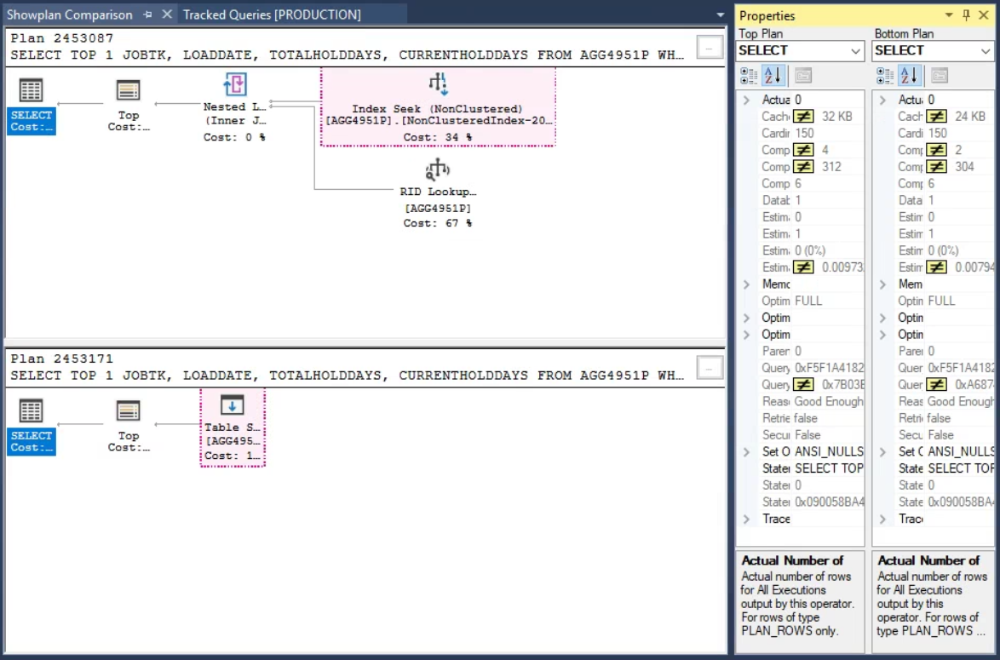 Showplan Comparison
Tracked Queries [PRODUCTION]
Plan 2453087
SELECT TOP 1 JOBTK, LOADDATE, TOTALHOLDDAYS, CURRENTHOLDDAYS FROM AGG4951P WH…
SELECT
Cost:…
Top
Cost:…
Nested L…
(Inner J…
Cost: 0 %
Index Seek (NonClustered)
[AGG4951P].[NonClusteredIndex-20…
Cost: 34 %
RID Lookup…
[AGG4951P]
Cost: 67 %
Plan 2453171
SELECT TOP 1 JOBTK, LOADDATE, TOTALHOLDDAYS, CURRENTHOLDDAYS FROM AGG4951P WH…
SELECT
Cost:…
Top
Cost:…
Table S…
[AGG495…
Cost: 1…
Properties
Top Plan
SELECT
Actua 0
Cach ≠ 32 KB
Cardir 150
Comp ≠ 4
Comp ≠ 312
Comp 6
Datab 1
Estim. 0
Estim. 1
Estim. 0 (0%)
Estim. ≠ 0.00973
Memo
Optim FULL
Optim
Optim
Paren 0
Query 0xF5F1A4182
Query ≠ 0x7B03E
Reas Good Enough
Retrie false
Secur False
Set O ANSI_NULLS
Stater SELECT TOP
Stater 0
Stater 0x090058BA4
Trace
Actual Number of
Actual number of rows
for All Executions
output by this operator.
For rows of type
PLAN_ROWS only.
Bottom Plan
SELECT
Actu 0
Cach ≠ 24 KB
Cardi 150
Comp ≠ 2
Comp ≠ 304
Comp 6
Data 1
Estim 0
Estim 1
Estim 0 (0%)
Estim ≠ 0.00794
Mem
Optin FULL
Optin
Optin
Paren 0
Quer 0xF5F1A4182
Quer ≠ 0xA687
Reas Good Enough
Retri false
Secu False
Set C ANSI_NULLS
State SELECT TOP
State 0
State 0x090058BA4
Trac
Actual Number of
Actual number of rows
for All Executions
output by this
operator. For rows of
type PLAN_ROWS ...